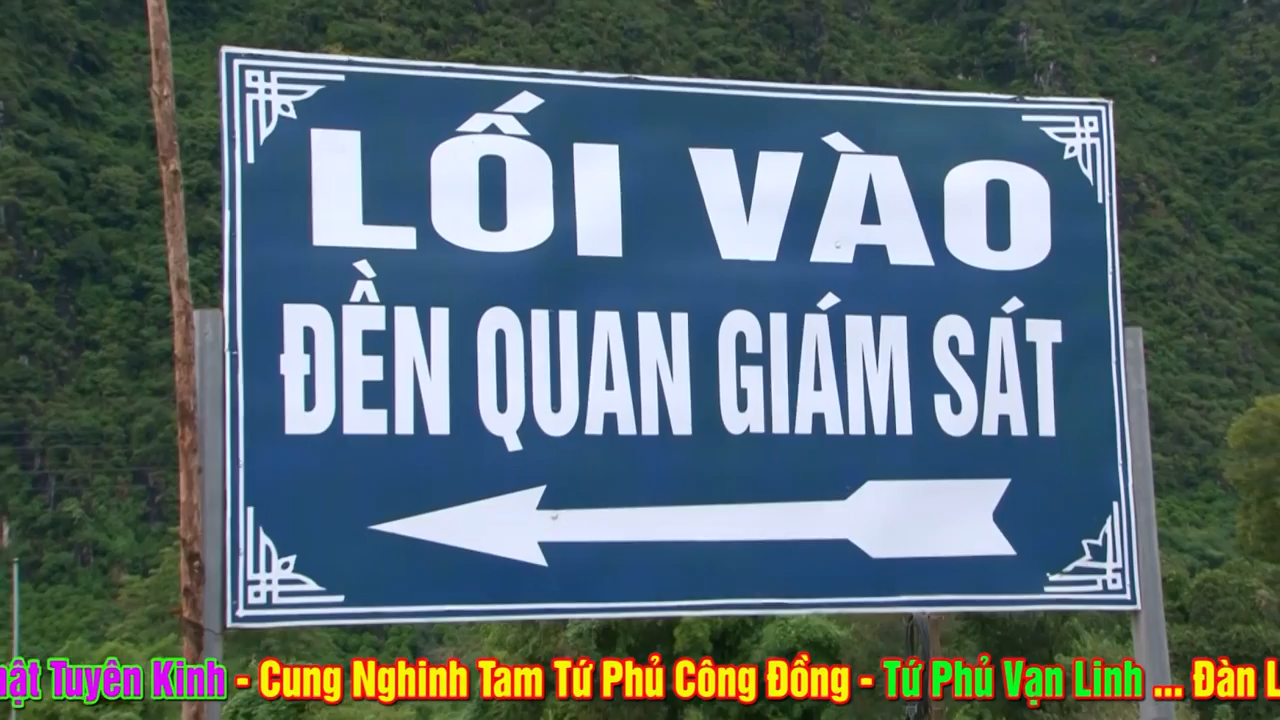 LỐI VÀO
ĐỀN QUAN GIÁM SÁT
Tuyên Kinh - Cung Nghinh Tam Tứ Phủ Công Đồng - Tứ Phủ Vạn Linh ... Đàn